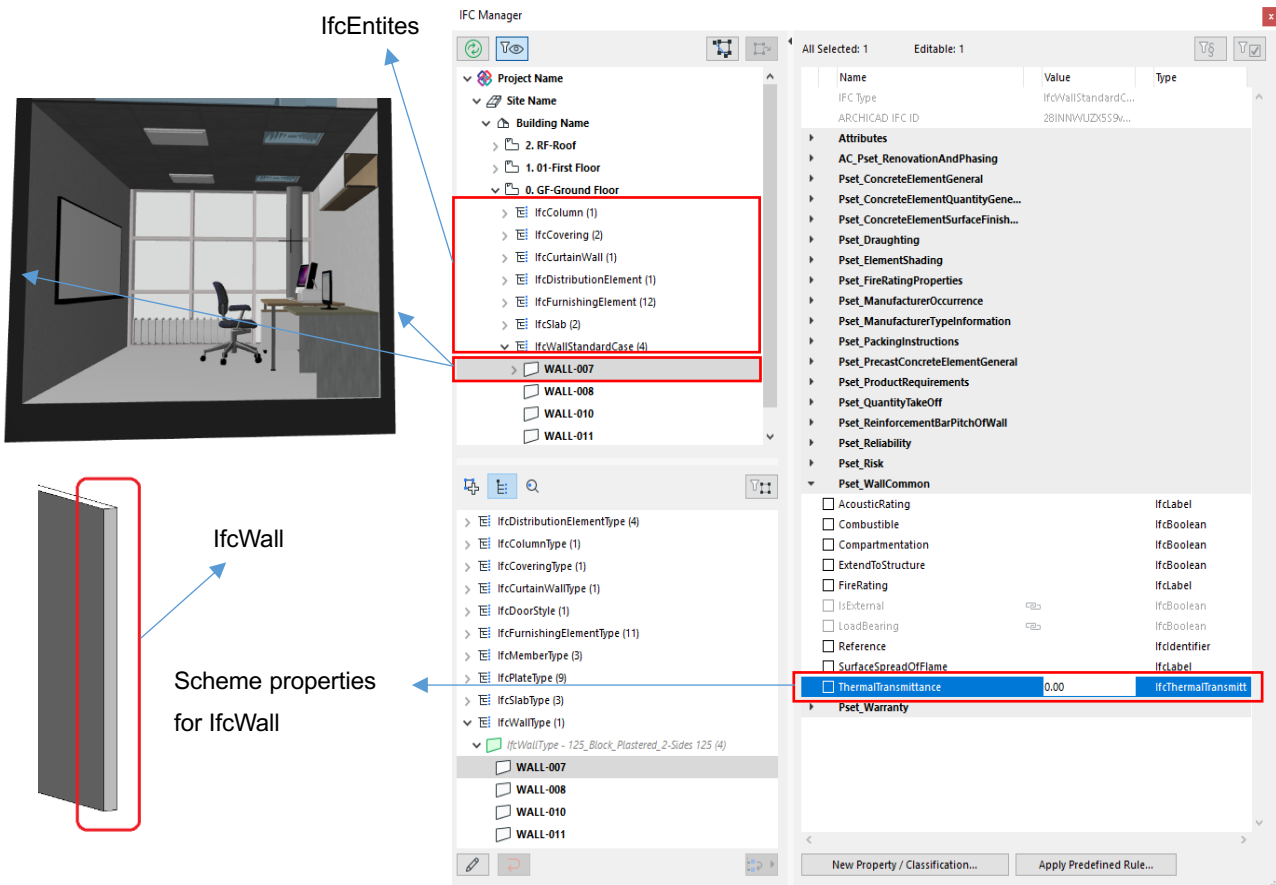 IfcEntites
IfcWall
Scheme properties
for IfcWall
IFC Manager
x
Project Name
Site Name
Building Name
2. RF-Roof
1. 01-First Floor
0. GF-Ground Floor
IfcColumn (1)
IfcCovering (2)
IfcCurtainWall (1)
IfcDistributionElement (1)
IfcFurnishingElement (12)
IfcSlab (2)
IfcWallStandardCase (4)
WALL-007
WALL-008
WALL-010
WALL-011
IfcDistributionElementType (4)
IfcColumnType (1)
IfcCoveringType (1)
IfcCurtainWallType (1)
IfcDoorStyle (1)
IfcFurnishingElementType (11)
IfcMemberType (3)
IfcPlateType (9)
IfcSlabType (3)
IfcWallType (1)
IfcWallType - 125_Block_Plastered_2-Sides 125 (4)
WALL-007
WALL-008
WALL-010
WALL-011
All Selected: 1 Editable: 1
Name Value Type
IFC Type IfcWallStandardC...
ARCHICAD IFC ID 28INNWUZX5S9v...
Attributes
AC_Pset_RenovationAndPhasing
Pset_ConcreteElementGeneral
Pset_ConcreteElementQuantityGene...
Pset_ConcreteElementSurfaceFinish...
Pset_Draughting
Pset_ElementShading
Pset_FireRatingProperties
Pset_ManufacturerOccurrence
Pset_ManufacturerTypeInformation
Pset_PackingInstructions
Pset_PrecastConcreteElementGeneral
Pset_ProductRequirements
Pset_QuantityTakeOff
Pset_ReinforcementBarPitchOfWall
Pset_Reliability
Pset_Risk
Pset_WallCommon
AcousticRating IfcLabel
Combustible IfcBoolean
Compartmentation IfcBoolean
ExtendToStructure IfcBoolean
FireRating IfcLabel
IsExternal IfcBoolean
LoadBearing IfcBoolean
Reference IfcIdentifier
SurfaceSpreadOfFlame IfcLabel
ThermalTransmittance 0.00 IfcThermalTransmitt
Pset_Warranty
New Property / Classification... Apply Predefined Rule...